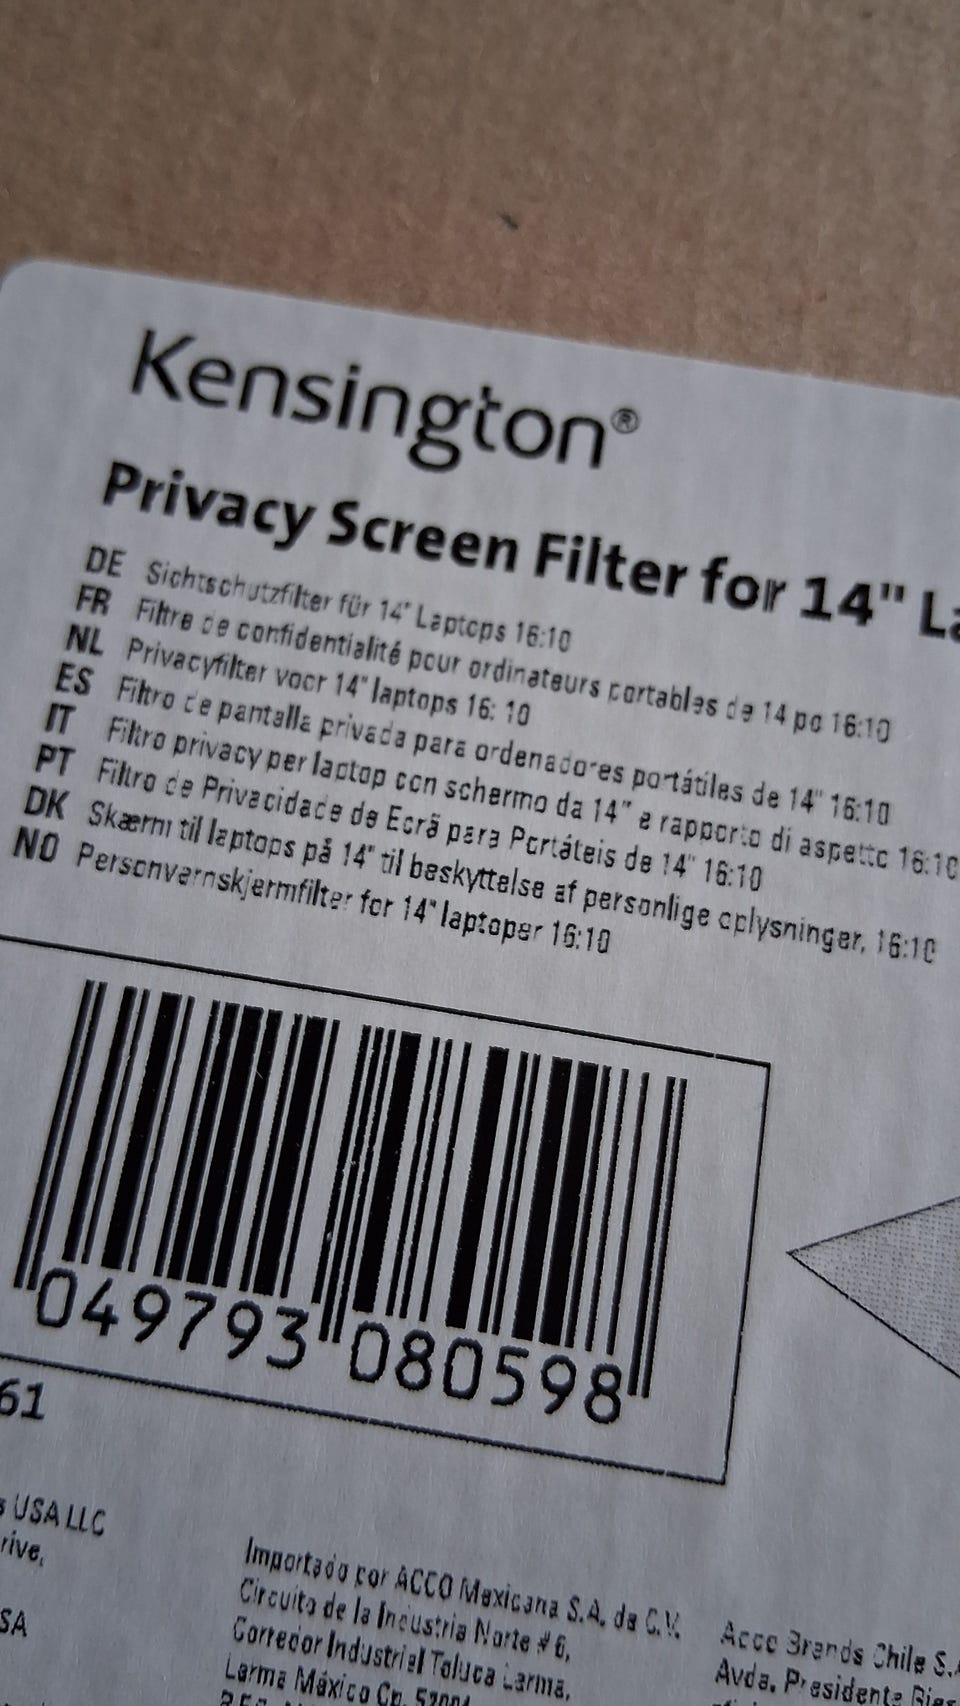 Kensington®
Privacy Screen Filter for 14" La
DE Sichtschutzfilter für 14" Laptops 16:10
FR Filtre de confidentialité pour ordinateurs portables de 14 po 16:10
NL Privacyfilter voor 14" laptops 16: 10
ES Filtro de pantalla privada para ordenadores portátiles de 14" 16:10
IT Filtro privacy per laptop con schermo da 14" e rapporto di aspetto 16:10
PT Filtro de Privacidade de Ecrã para Portáteis de 14" 16:10
DK Skærm til laptops på 14" til beskyttelse af personlige oplysninger, 16:10
NO Personvernskjermfilter for 14" laptoper 16:10
049793 080598
61
s USA LLC
rive,
SA
Importado por ACCO Mexicana S.A. de C.V.
Circuito de la Industria Norte #6,
Corredor Industrial Toluca Lerma,
Lerma México Cp.
Acco Brands Chile S.A
Avda. Presidente